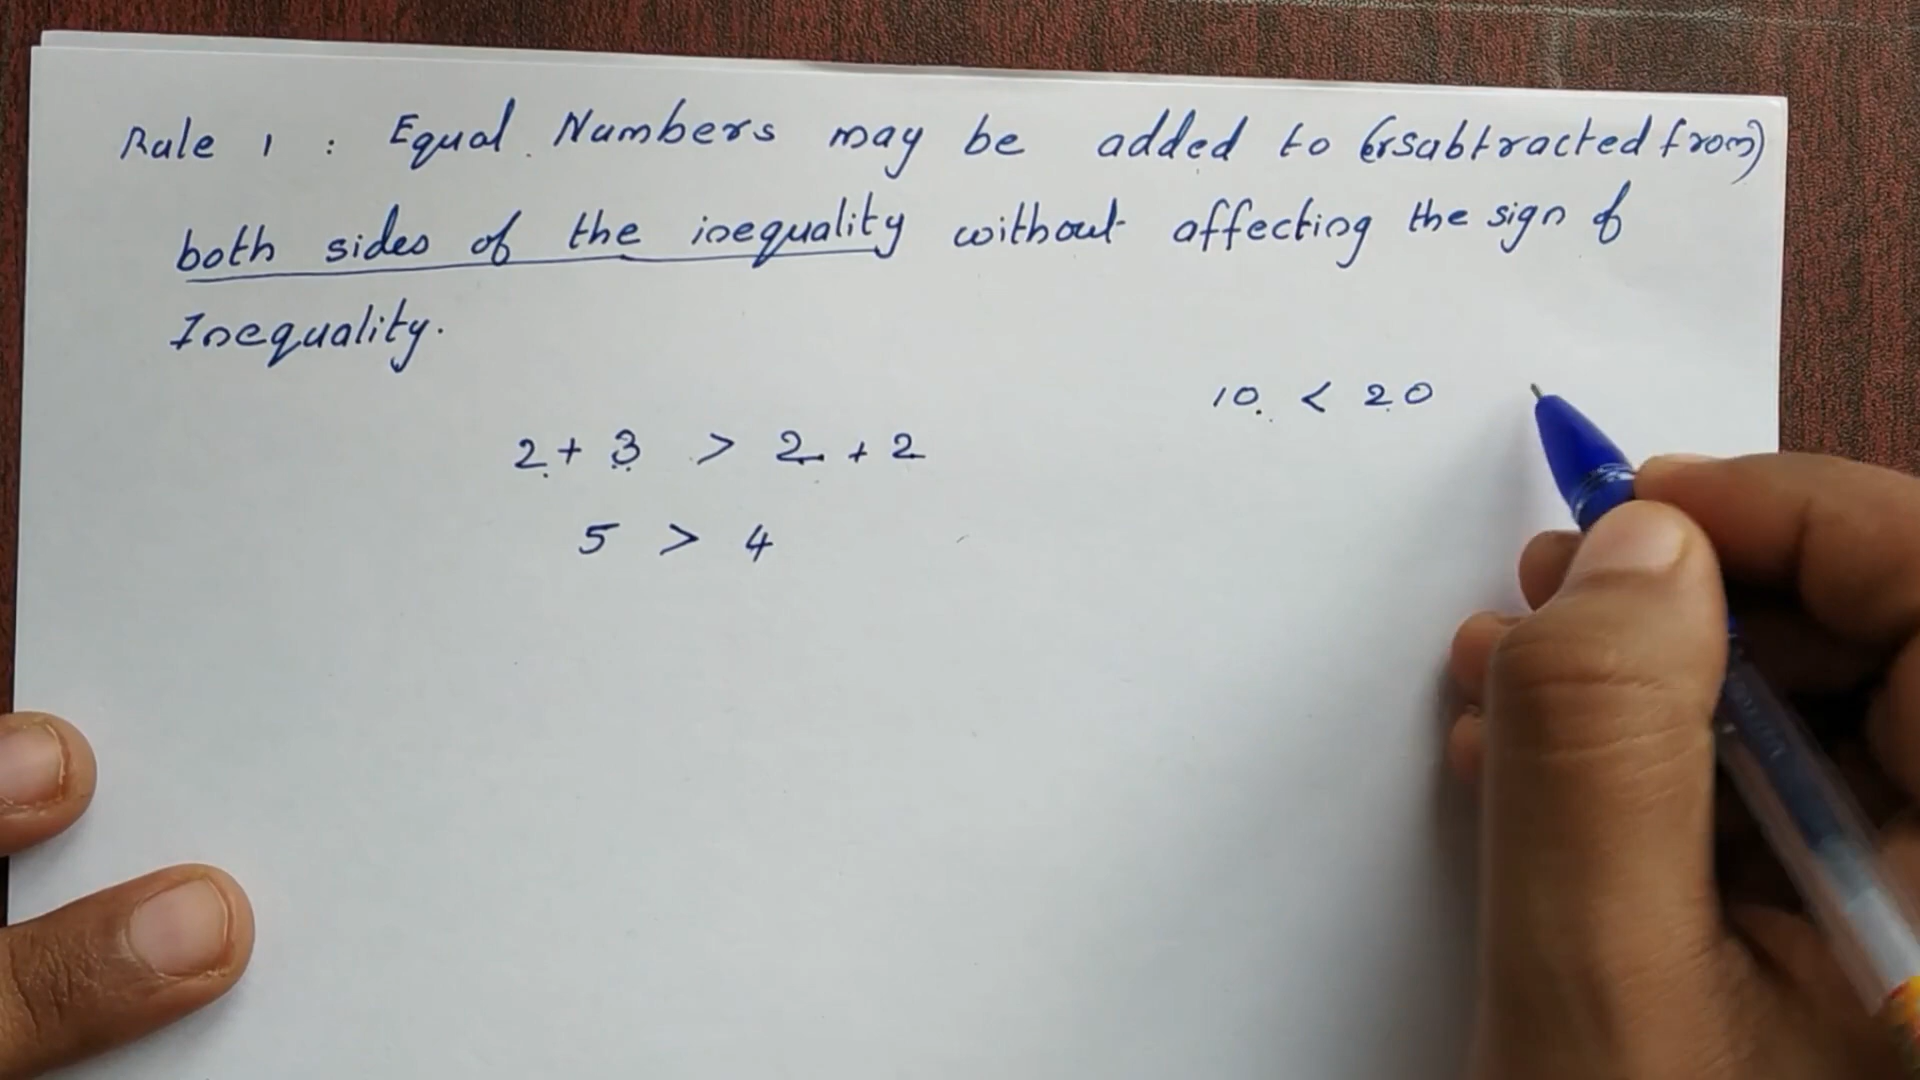 Rule 1 : Equal Numbers may be added to (or subtracted from)
both sides of the inequality without affecting the sign of
Inequality.
10 < 20
2 + 3 > 2 + 2
5 > 4